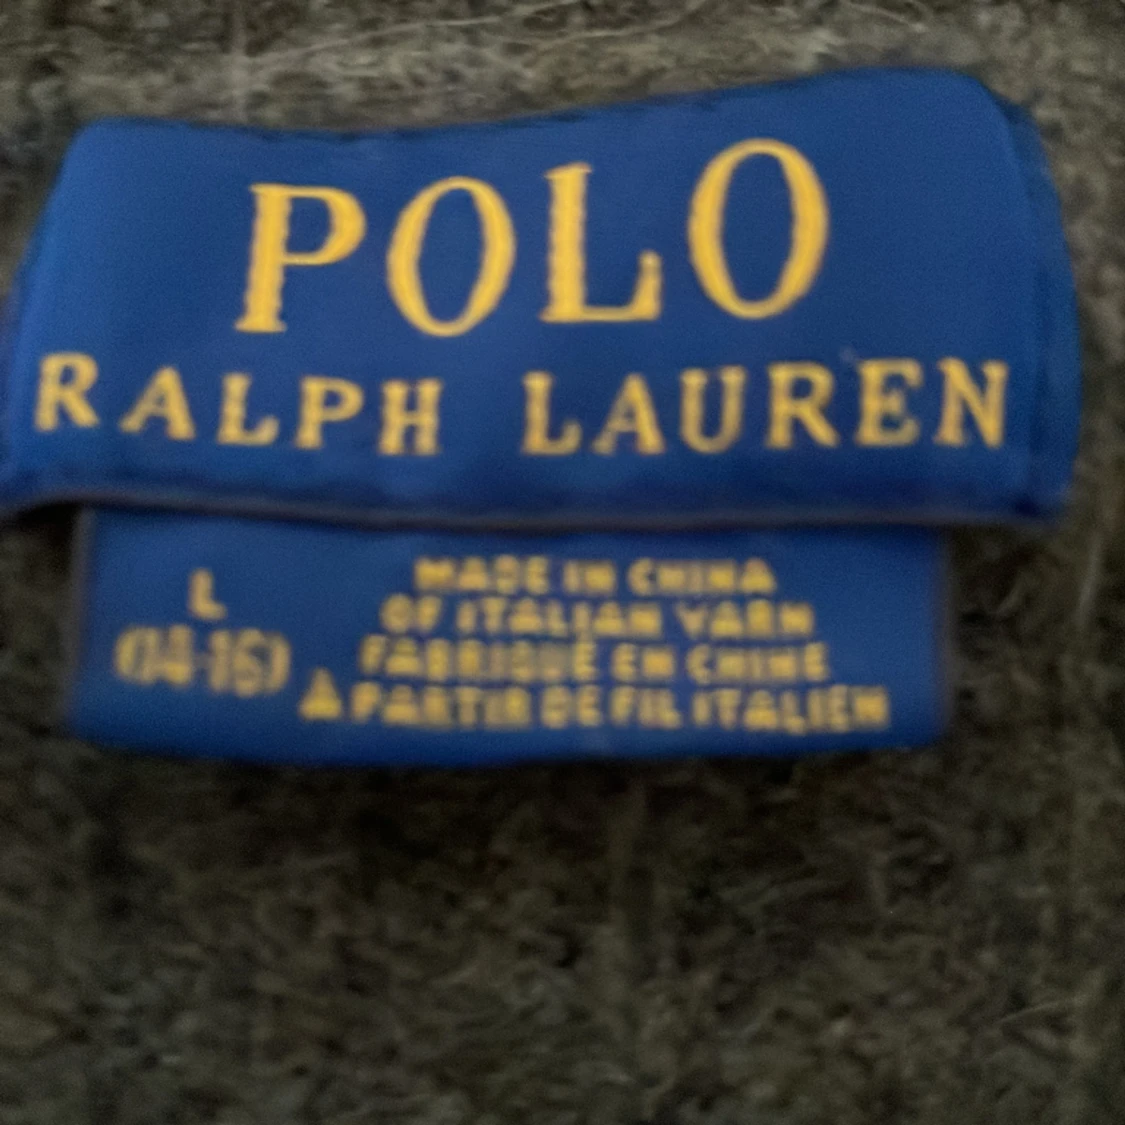 POLO
RALPH LAUREN
L
(14-16)
MADE IN CHINA
OF ITALIAN YARN
FABRIQUÉ EN CHINE
À PARTIR DE FIL ITALIEN